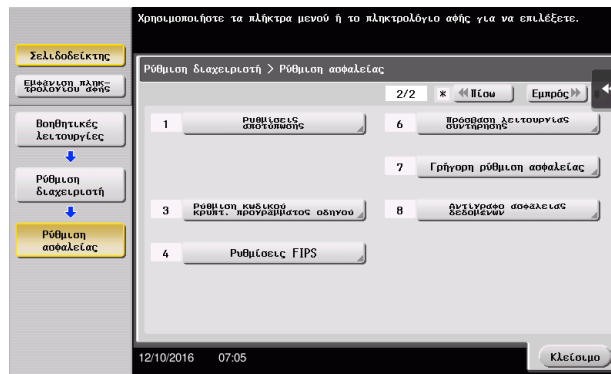 Χρησιμοποιήστε τα πλήκτρα μενού ή το πληκτρολόγιο αφής για να επιλέξετε.
Σελιδοδείκτης
Εμφάνιση πληκ-
τρολογίου αφής
Βοηθητικές
λειτουργίες
Ρύθμιση
διαχειριστή
Ρύθμιση
ασφαλείας
Ρύθμιση διαχειριστή > Ρύθμιση ασφαλείας
2/2 * Πίσω Εμπρός
1 Ρυθμίσεις
αποτύπωσης
6 Πρόσβαση λειτουργίας
συντήρησης
7 Γρήγορη ρύθμιση ασφαλείας
3 Ρύθμιση κωδικού
κρυπτ. προγράμματος οδηγού
8 Αντίγραφο ασφαλείας
δεδομένων
4 Ρυθμίσεις FIPS
12/10/2016 07:05
Κλείσιμο